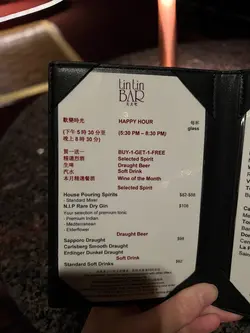 Lin Lin
BAR
歡樂時光 HAPPY HOUR 每杯
glass
(下午 5 時 30 分至 (5:30 PM – 8:30 PM)
晚上 8 時 30 分)
買一送一 BUY-1-GET-1-FREE
精選烈酒 Selected Spirit
生啤 Draught Beer
汽水 Soft Drink
本月精選餐酒 Wine of the Month
Selected Spirit
House Pouring Spirits
- Standard Mixer
N.I.P Rare Dry Gin
Your selection of premium tonic
- Premium Indian
- Mediterranean
- Elderflower
Draught Beer
Sapporo Draught
Carlsberg Smooth Draught
Erdinger Dunkel Draught
Soft Drink
Standard Soft Drinks